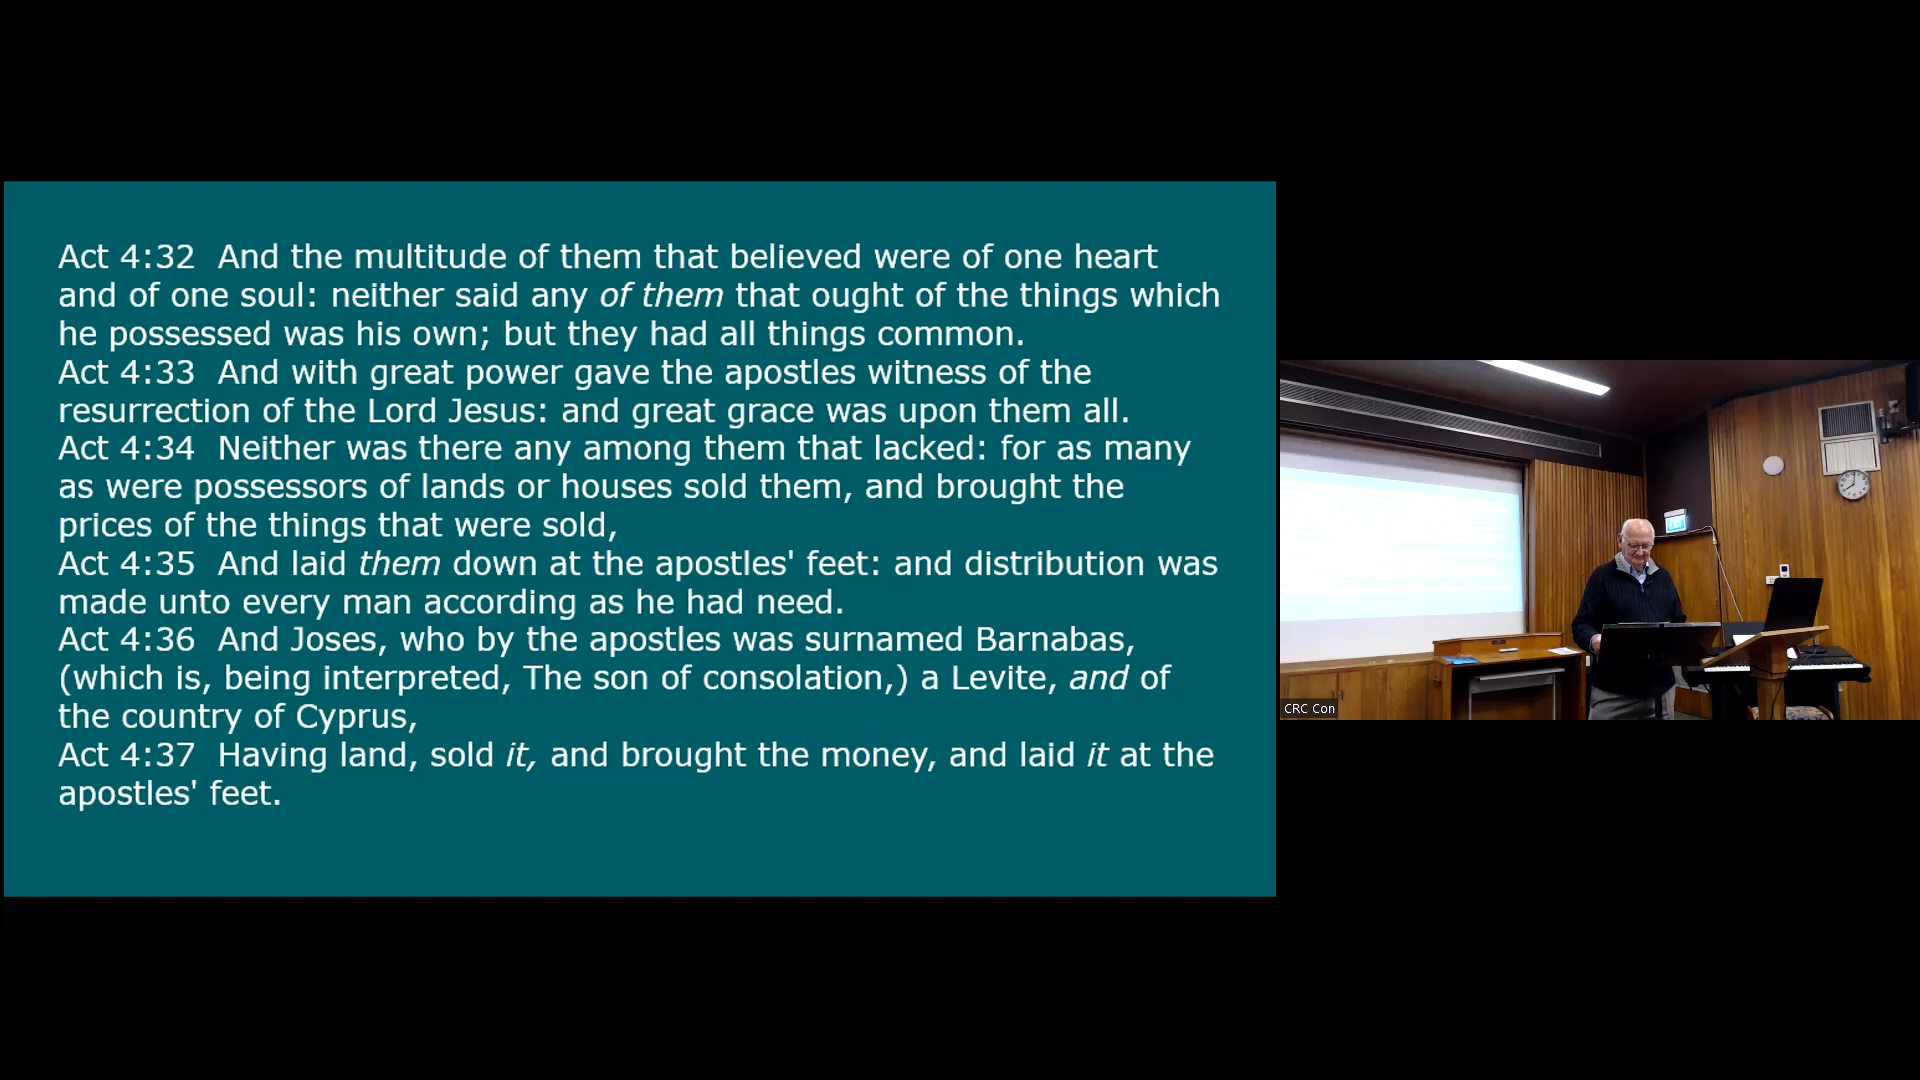 Act 4:32  And the multitude of them that believed were of one heart
and of one soul: neither said any of them that ought of the things which
he possessed was his own; but they had all things common.
Act 4:33  And with great power gave the apostles witness of the
resurrection of the Lord Jesus: and great grace was upon them all.
Act 4:34  Neither was there any among them that lacked: for as many
as were possessors of lands or houses sold them, and brought the
prices of the things that were sold,
Act 4:35  And laid them down at the apostles' feet: and distribution was
made unto every man according as he had need.
Act 4:36  And Joses, who by the apostles was surnamed Barnabas,
(which is, being interpreted, The son of consolation,) a Levite, and of
the country of Cyprus,
Act 4:37  Having land, sold it, and brought the money, and laid it at the
apostles' feet.
CRC Con